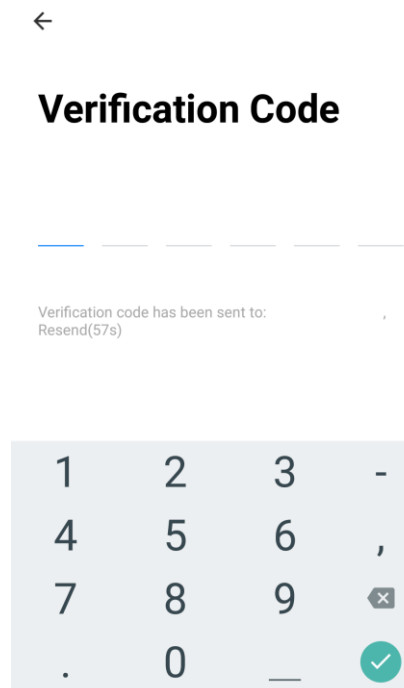 Verification Code
Verification code has been sent to: ,
Resend(57s)
1 2 3 -
4 5 6 ,
7 8 9
. 0 _